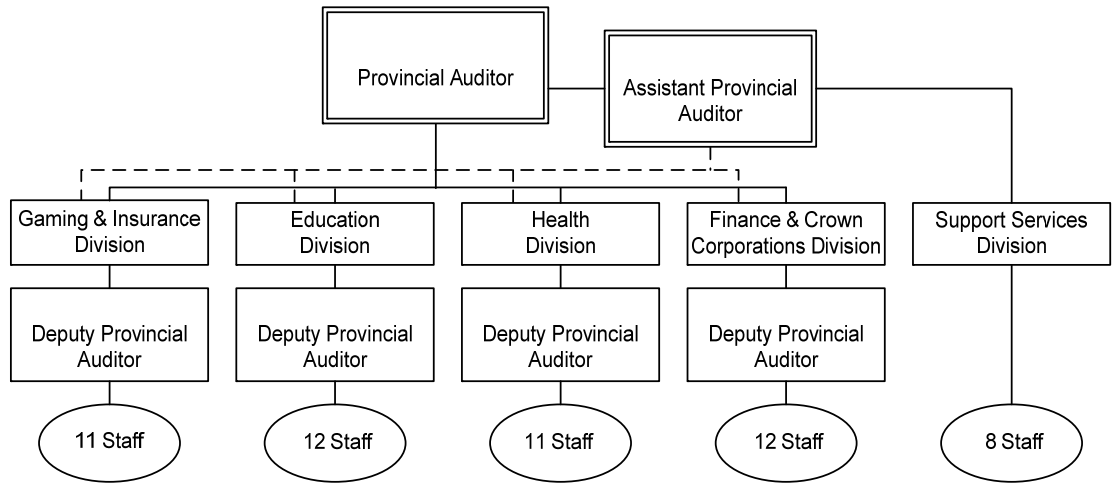 Provincial Auditor
Assistant Provincial
Auditor
Gaming & Insurance
Division
Education
Division
Health
Division
Finance & Crown
Corporations Division
Support Services
Division
Deputy Provincial
Auditor
Deputy Provincial
Auditor
Deputy Provincial
Auditor
Deputy Provincial
Auditor
11 Staff
12 Staff
11 Staff
12 Staff
8 Staff